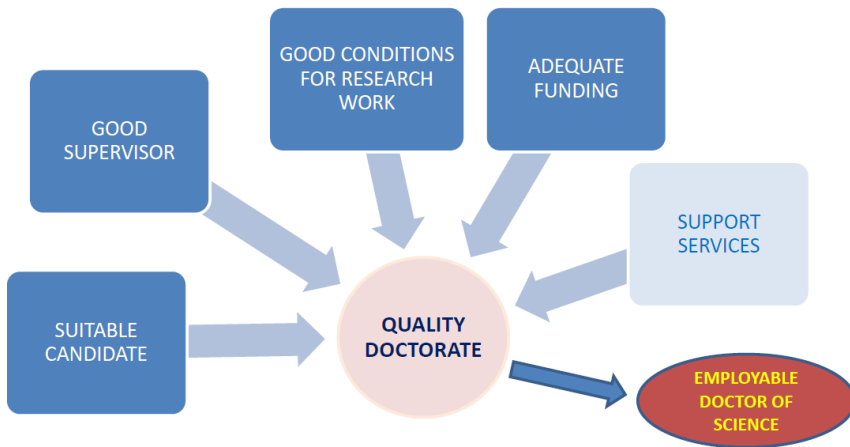 GOOD CONDITIONS
FOR RESEARCH
WORK
ADEQUATE
FUNDING
GOOD
SUPERVISOR
SUPPORT
SERVICES
SUITABLE
CANDIDATE
QUALITY
DOCTORATE
EMPLOYABLE
DOCTOR OF
SCIENCE